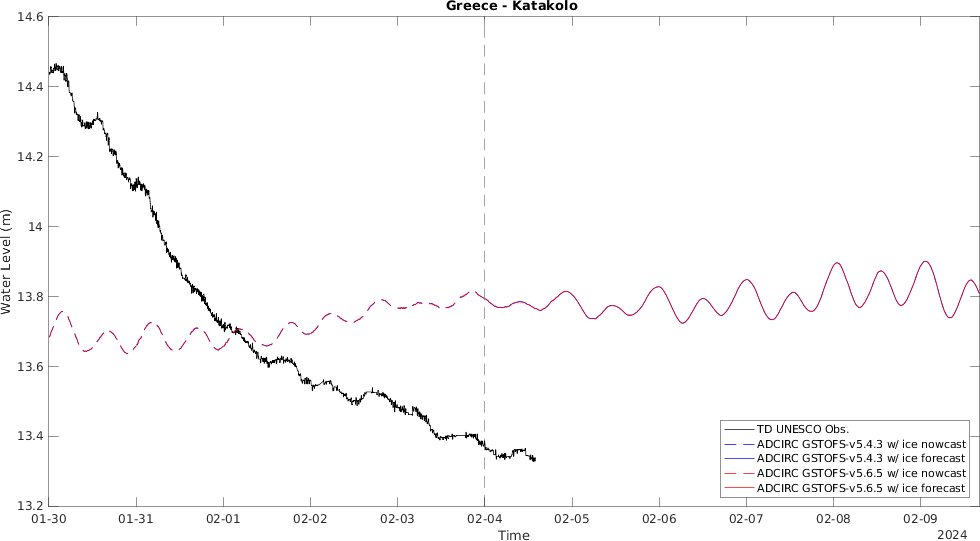 Greece - Katakolo
Water Level (m)
14.6
14.4
14.2
14
13.8
13.6
13.4
13.2
01-30 01-31 02-01 02-02 02-03 02-04 02-05 02-06 02-07 02-08 02-09
Time
2024
TD UNESCO Obs.
ADCIRC GSTOFS-v5.4.3 w/ ice nowcast
ADCIRC GSTOFS-v5.4.3 w/ ice forecast
ADCIRC GSTOFS-v5.6.5 w/ ice nowcast
ADCIRC GSTOFS-v5.6.5 w/ ice forecast